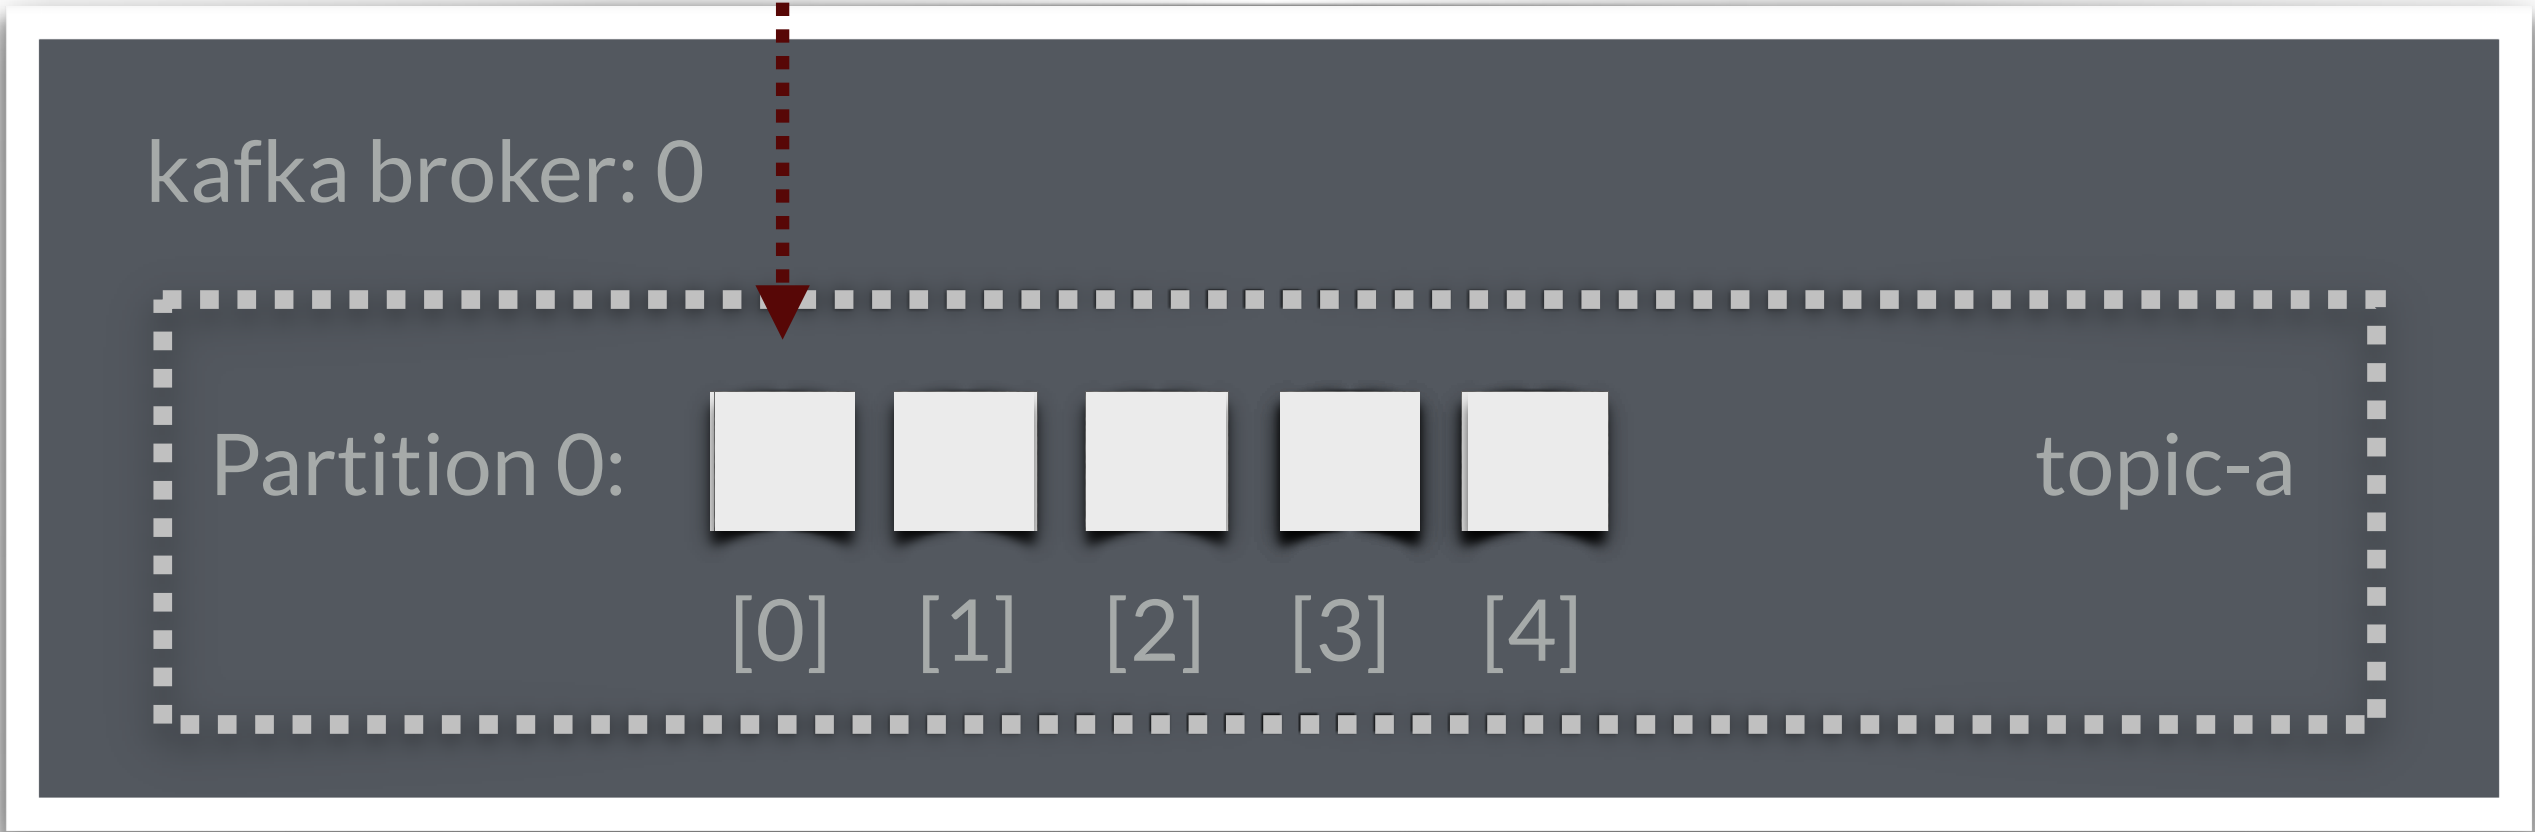 kafka broker: 0
Partition 0:
topic-a
[0] [1] [2] [3] [4]